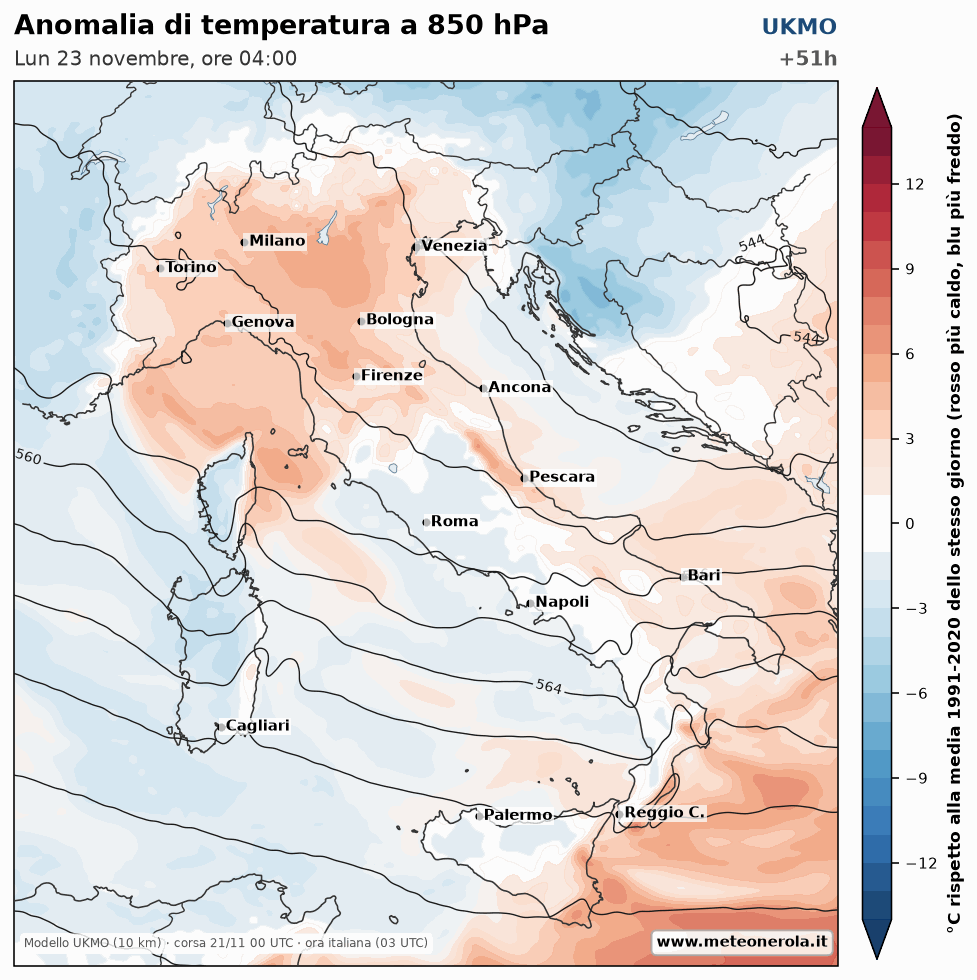 Anomalia di temperatura a 850 hPa
UKMO
Lun 23 novembre, ore 04:00
+51h
544
Milano
Venezia
Torino
Genova
Bologna
544
Firenze
Ancona
560
Pescara
Roma
Bari
Napoli
564
Cagliari
Palermo
Reggio C.
Modello UKMO (10 km) · corsa 21/11 00 UTC · ora italiana (03 UTC)
www.meteonerola.it
12
9
6
3
0
−3
−6
−9
−12
°C rispetto alla media 1991-2020 dello stesso giorno (rosso più caldo, blu più freddo)